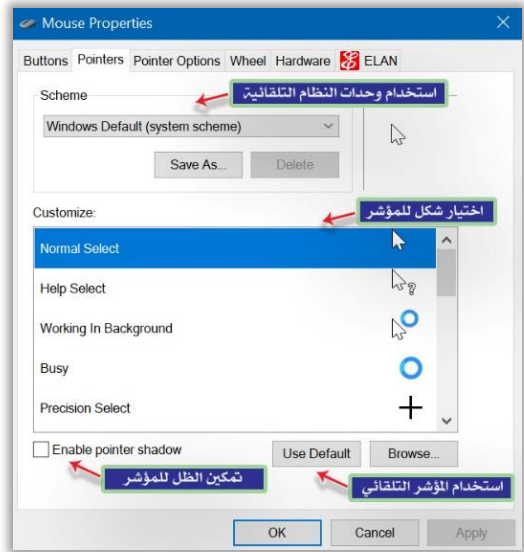 Mouse Properties
Buttons Pointers Pointer Options Wheel Hardware ELAN
Scheme
استخدام وحدات النظام التلقائية
Windows Default (system scheme)
Save As... Delete
Customize:
اختيار شكل للمؤشر
Normal Select
Help Select
Working In Background
Busy
Precision Select
Enable pointer shadow
Use Default Browse...
تمكين الظل للمؤشر
استخدام المؤشر التلقائي
OK Cancel Apply